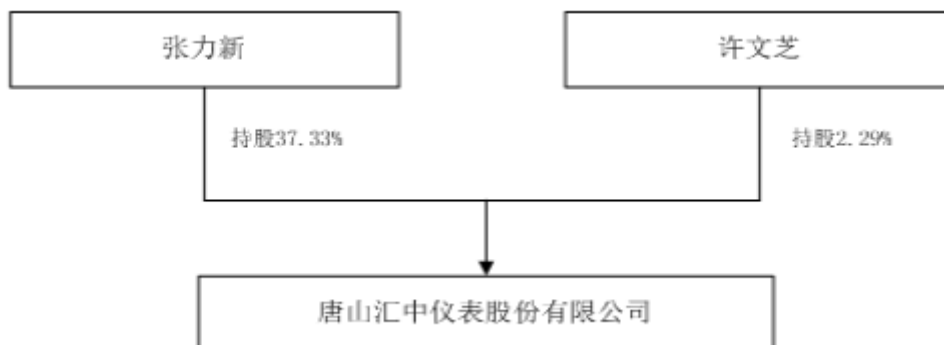 张力新
许文芝
持股37.33%
持股2.29%
唐山汇中仪表股份有限公司